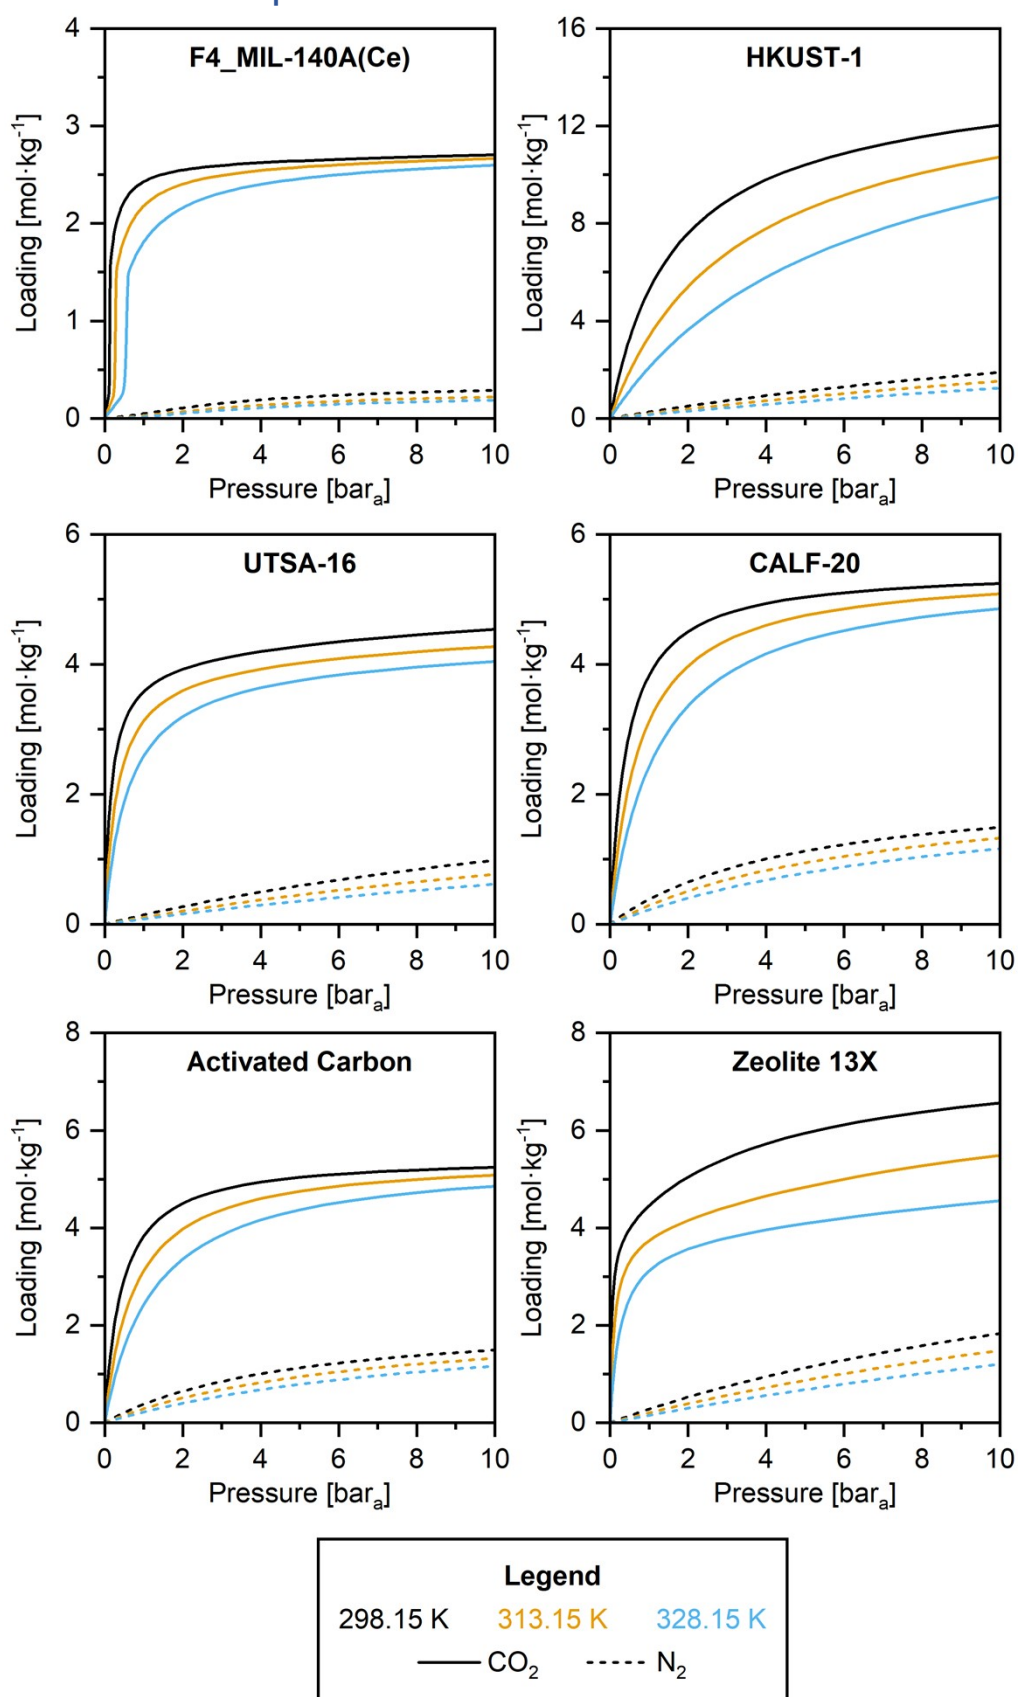 F4_MIL-140A(Ce)
Loading [mol·kg⁻¹]
4
3
2
1
0
0 2 4 6 8 10
Pressure [barₐ]
HKUST-1
Loading [mol·kg⁻¹]
16
12
8
4
0
0 2 4 6 8 10
Pressure [barₐ]
UTSA-16
Loading [mol·kg⁻¹]
6
4
2
0
0 2 4 6 8 10
Pressure [barₐ]
CALF-20
Loading [mol·kg⁻¹]
6
4
2
0
0 2 4 6 8 10
Pressure [barₐ]
Activated Carbon
Loading [mol·kg⁻¹]
8
6
4
2
0
0 2 4 6 8 10
Pressure [barₐ]
Zeolite 13X
Loading [mol·kg⁻¹]
8
6
4
2
0
0 2 4 6 8 10
Pressure [barₐ]
Legend
298.15 K 313.15 K 328.15 K
CO₂ N₂